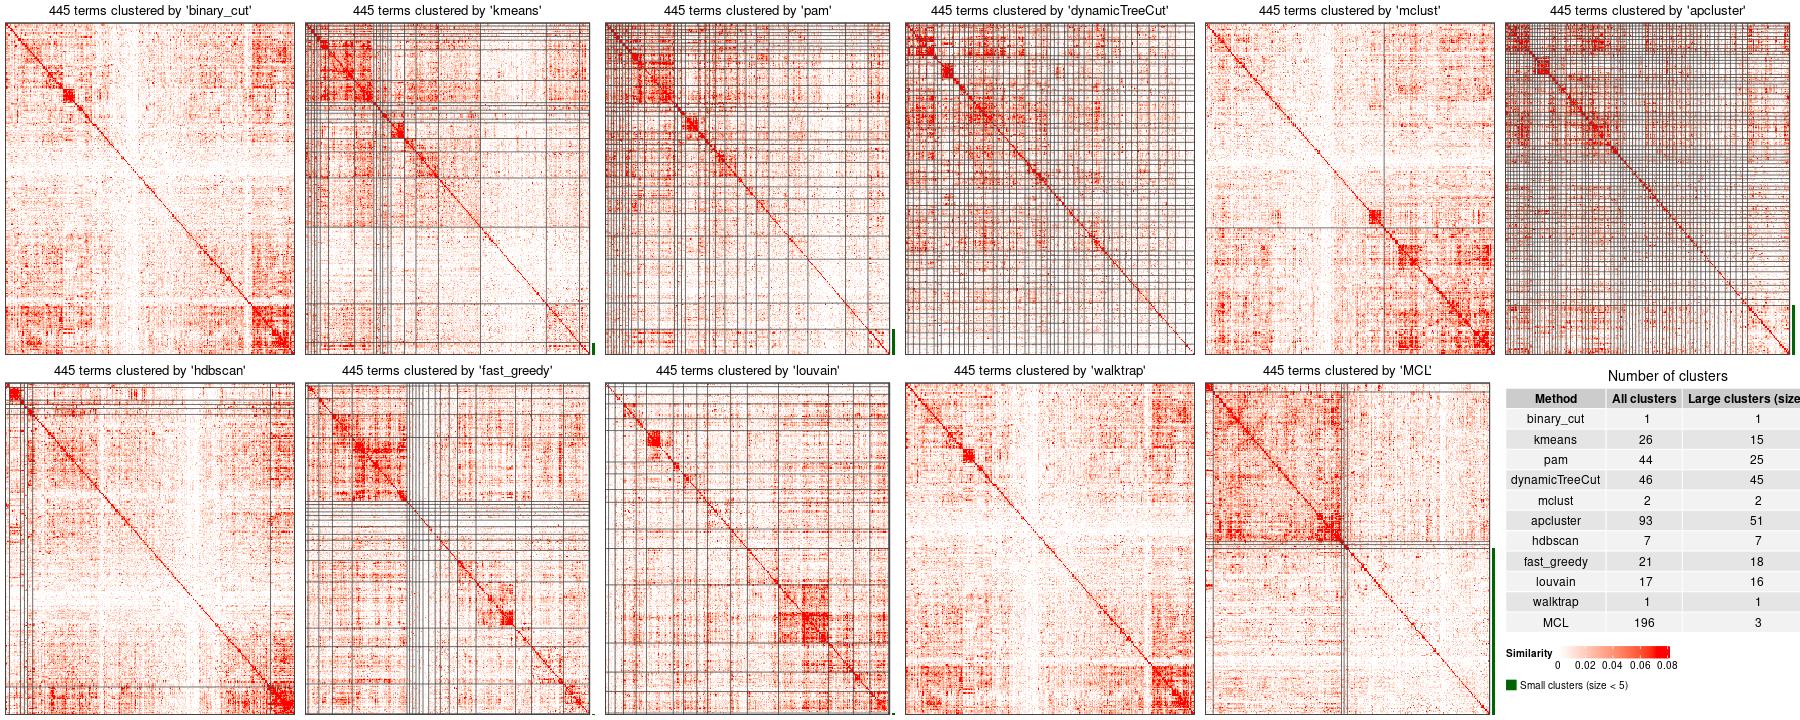 445 terms clustered by 'binary_cut'
445 terms clustered by 'kmeans'
445 terms clustered by 'pam'
445 terms clustered by 'dynamicTreeCut'
445 terms clustered by 'mclust'
445 terms clustered by 'apcluster'
445 terms clustered by 'hdbscan'
445 terms clustered by 'fast_greedy'
445 terms clustered by 'louvain'
445 terms clustered by 'walktrap'
445 terms clustered by 'MCL'
Number of clusters
Method All clusters Large clusters (size
binary_cut 1 1
kmeans 26 15
pam 44 25
dynamicTreeCut 46 45
mclust 2 2
apcluster 93 51
hdbscan 7 7
fast_greedy 21 18
louvain 17 16
walktrap 1 1
MCL 196 3
Similarity
0 0.02 0.04 0.06 0.08
Small clusters (size < 5)